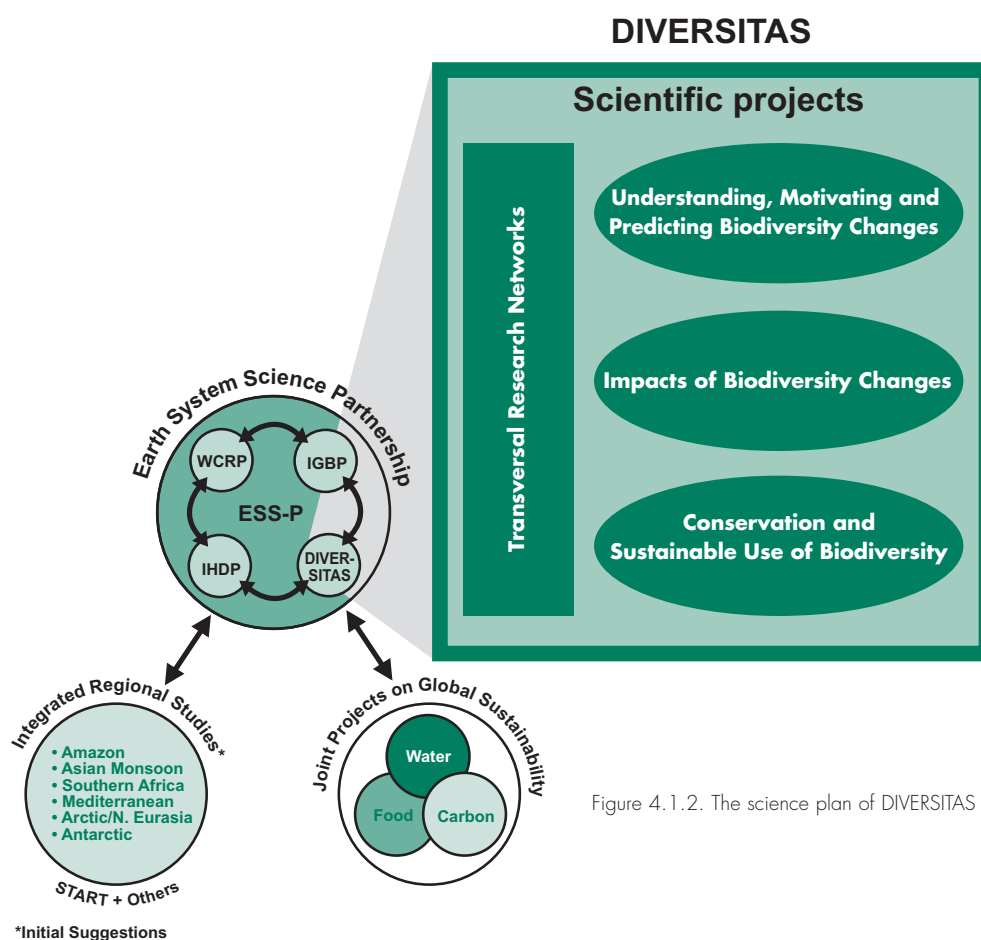 DIVERSITAS
Scientific projects
Transversal Research Networks
Understanding, Motivating and
Predicting Biodiversity Changes
Impacts of Biodiversity Changes
Conservation and
Sustainable Use of Biodiversity
Earth System Science Partnership
WCRP
IGBP
ESS-P
IHDP
DIVER-
SITAS
Integrated Regional Studies*
• Amazon
• Asian Monsoon
• Southern Africa
• Mediterranean
• Arctic/N. Eurasia
• Antarctic
START + Others
Joint Projects on Global Sustainability
Water
Food
Carbon
Figure 4.1.2. The science plan of DIVERSITAS
*Initial Suggestions